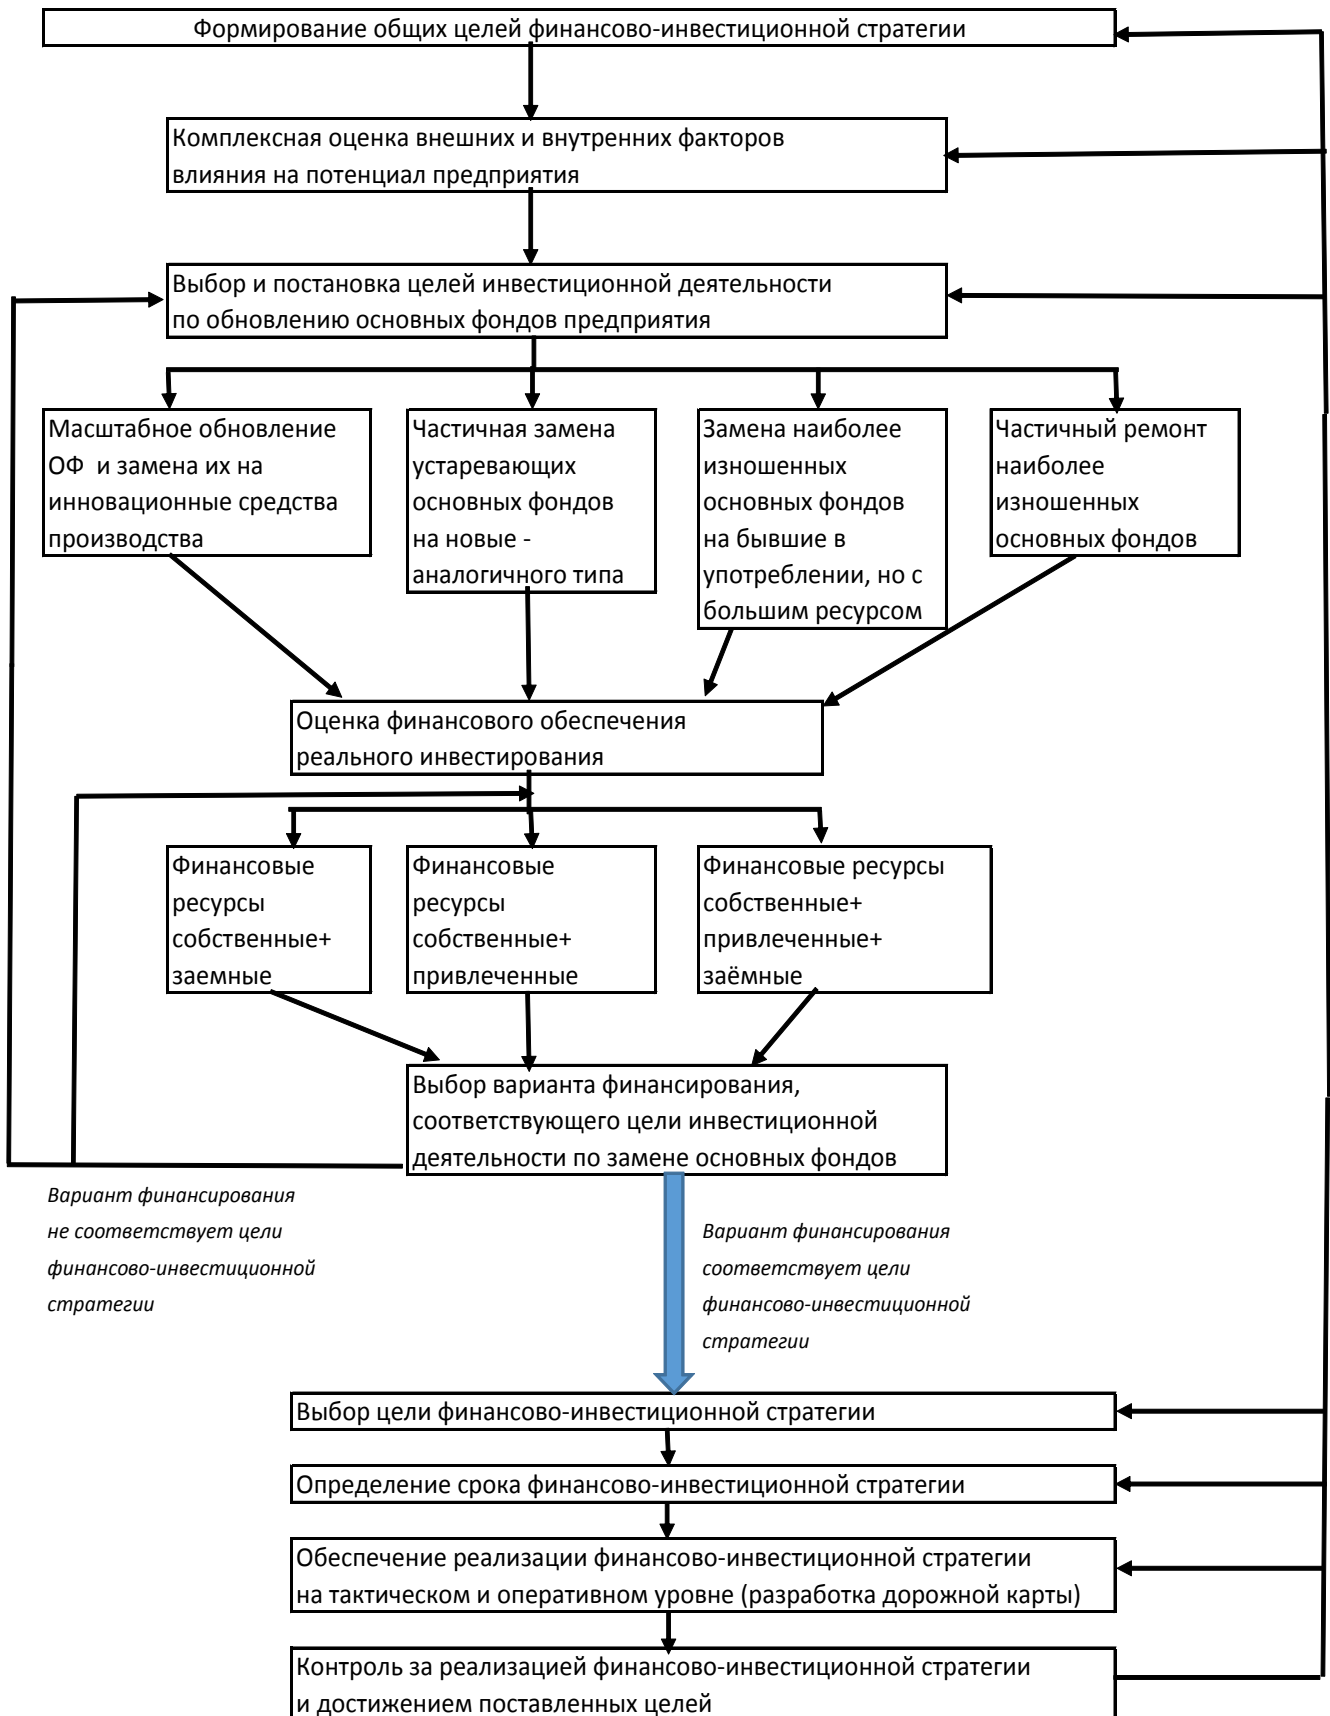 Формирование общих целей финансово-инвестиционной стратегии
Комплексная оценка внешних и внутренних факторов
влияния на потенциал предприятия
Выбор и постановка целей инвестиционной деятельности
по обновлению основных фондов предприятия
Масштабное обновление
ОФ и замена их на
инновационные средства
производства
Частичная замена
устаревающих
основных фондов
на новые -
аналогичного типа
Замена наиболее
изношенных
основных фондов
на бывшие в
употреблении, но с
большим ресурсом
Частичный ремонт
наиболее
изношенных
основных фондов
Оценка финансового обеспечения
реального инвестирования
Финансовые
ресурсы
собственные+
заемные
Финансовые
ресурсы
собственные+
привлеченные
Финансовые ресурсы
собственные+
привлеченные+
заёмные
Выбор варианта финансирования,
соответствующего цели инвестиционной
деятельности по замене основных фондов
Вариант финансирования
не соответствует цели
финансово-инвестиционной
стратегии
Вариант финансирования
соответствует цели
финансово-инвестиционной
стратегии
Выбор цели финансово-инвестиционной стратегии
Определение срока финансово-инвестиционной стратегии
Обеспечение реализации финансово-инвестиционной стратегии
на тактическом и оперативном уровне (разработка дорожной карты)
Контроль за реализацией финансово-инвестиционной стратегии
и достижением поставленных целей